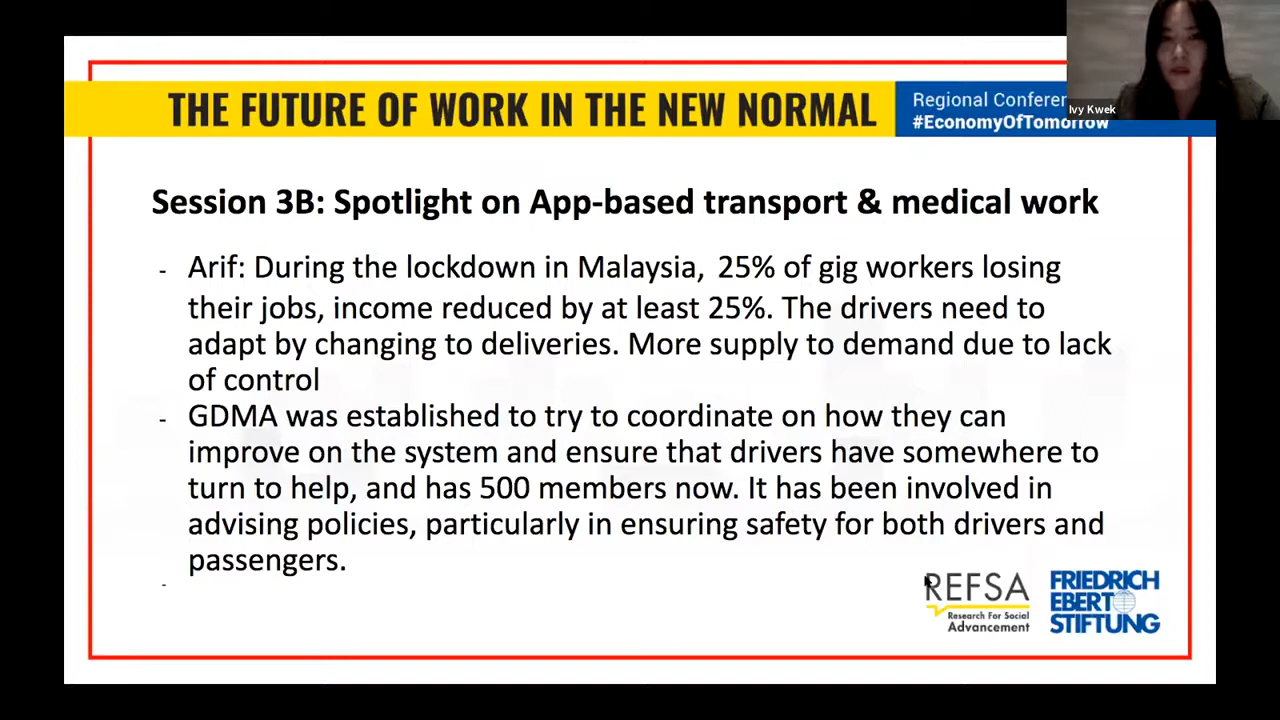 THE FUTURE OF WORK IN THE NEW NORMAL
Regional Conferen
#EconomyOfTomorrow
Ivy Kwek
Session 3B: Spotlight on App-based transport & medical work
- Arif: During the lockdown in Malaysia, 25% of gig workers losing
their jobs, income reduced by at least 25%. The drivers need to
adapt by changing to deliveries. More supply to demand due to lack
of control
- GDMA was established to try to coordinate on how they can
improve on the system and ensure that drivers have somewhere to
turn to help, and has 500 members now. It has been involved in
advising policies, particularly in ensuring safety for both drivers and
passengers.
-
REFSA
Research For Social
Advancement
FRIEDRICH
EBERT
STIFTUNG